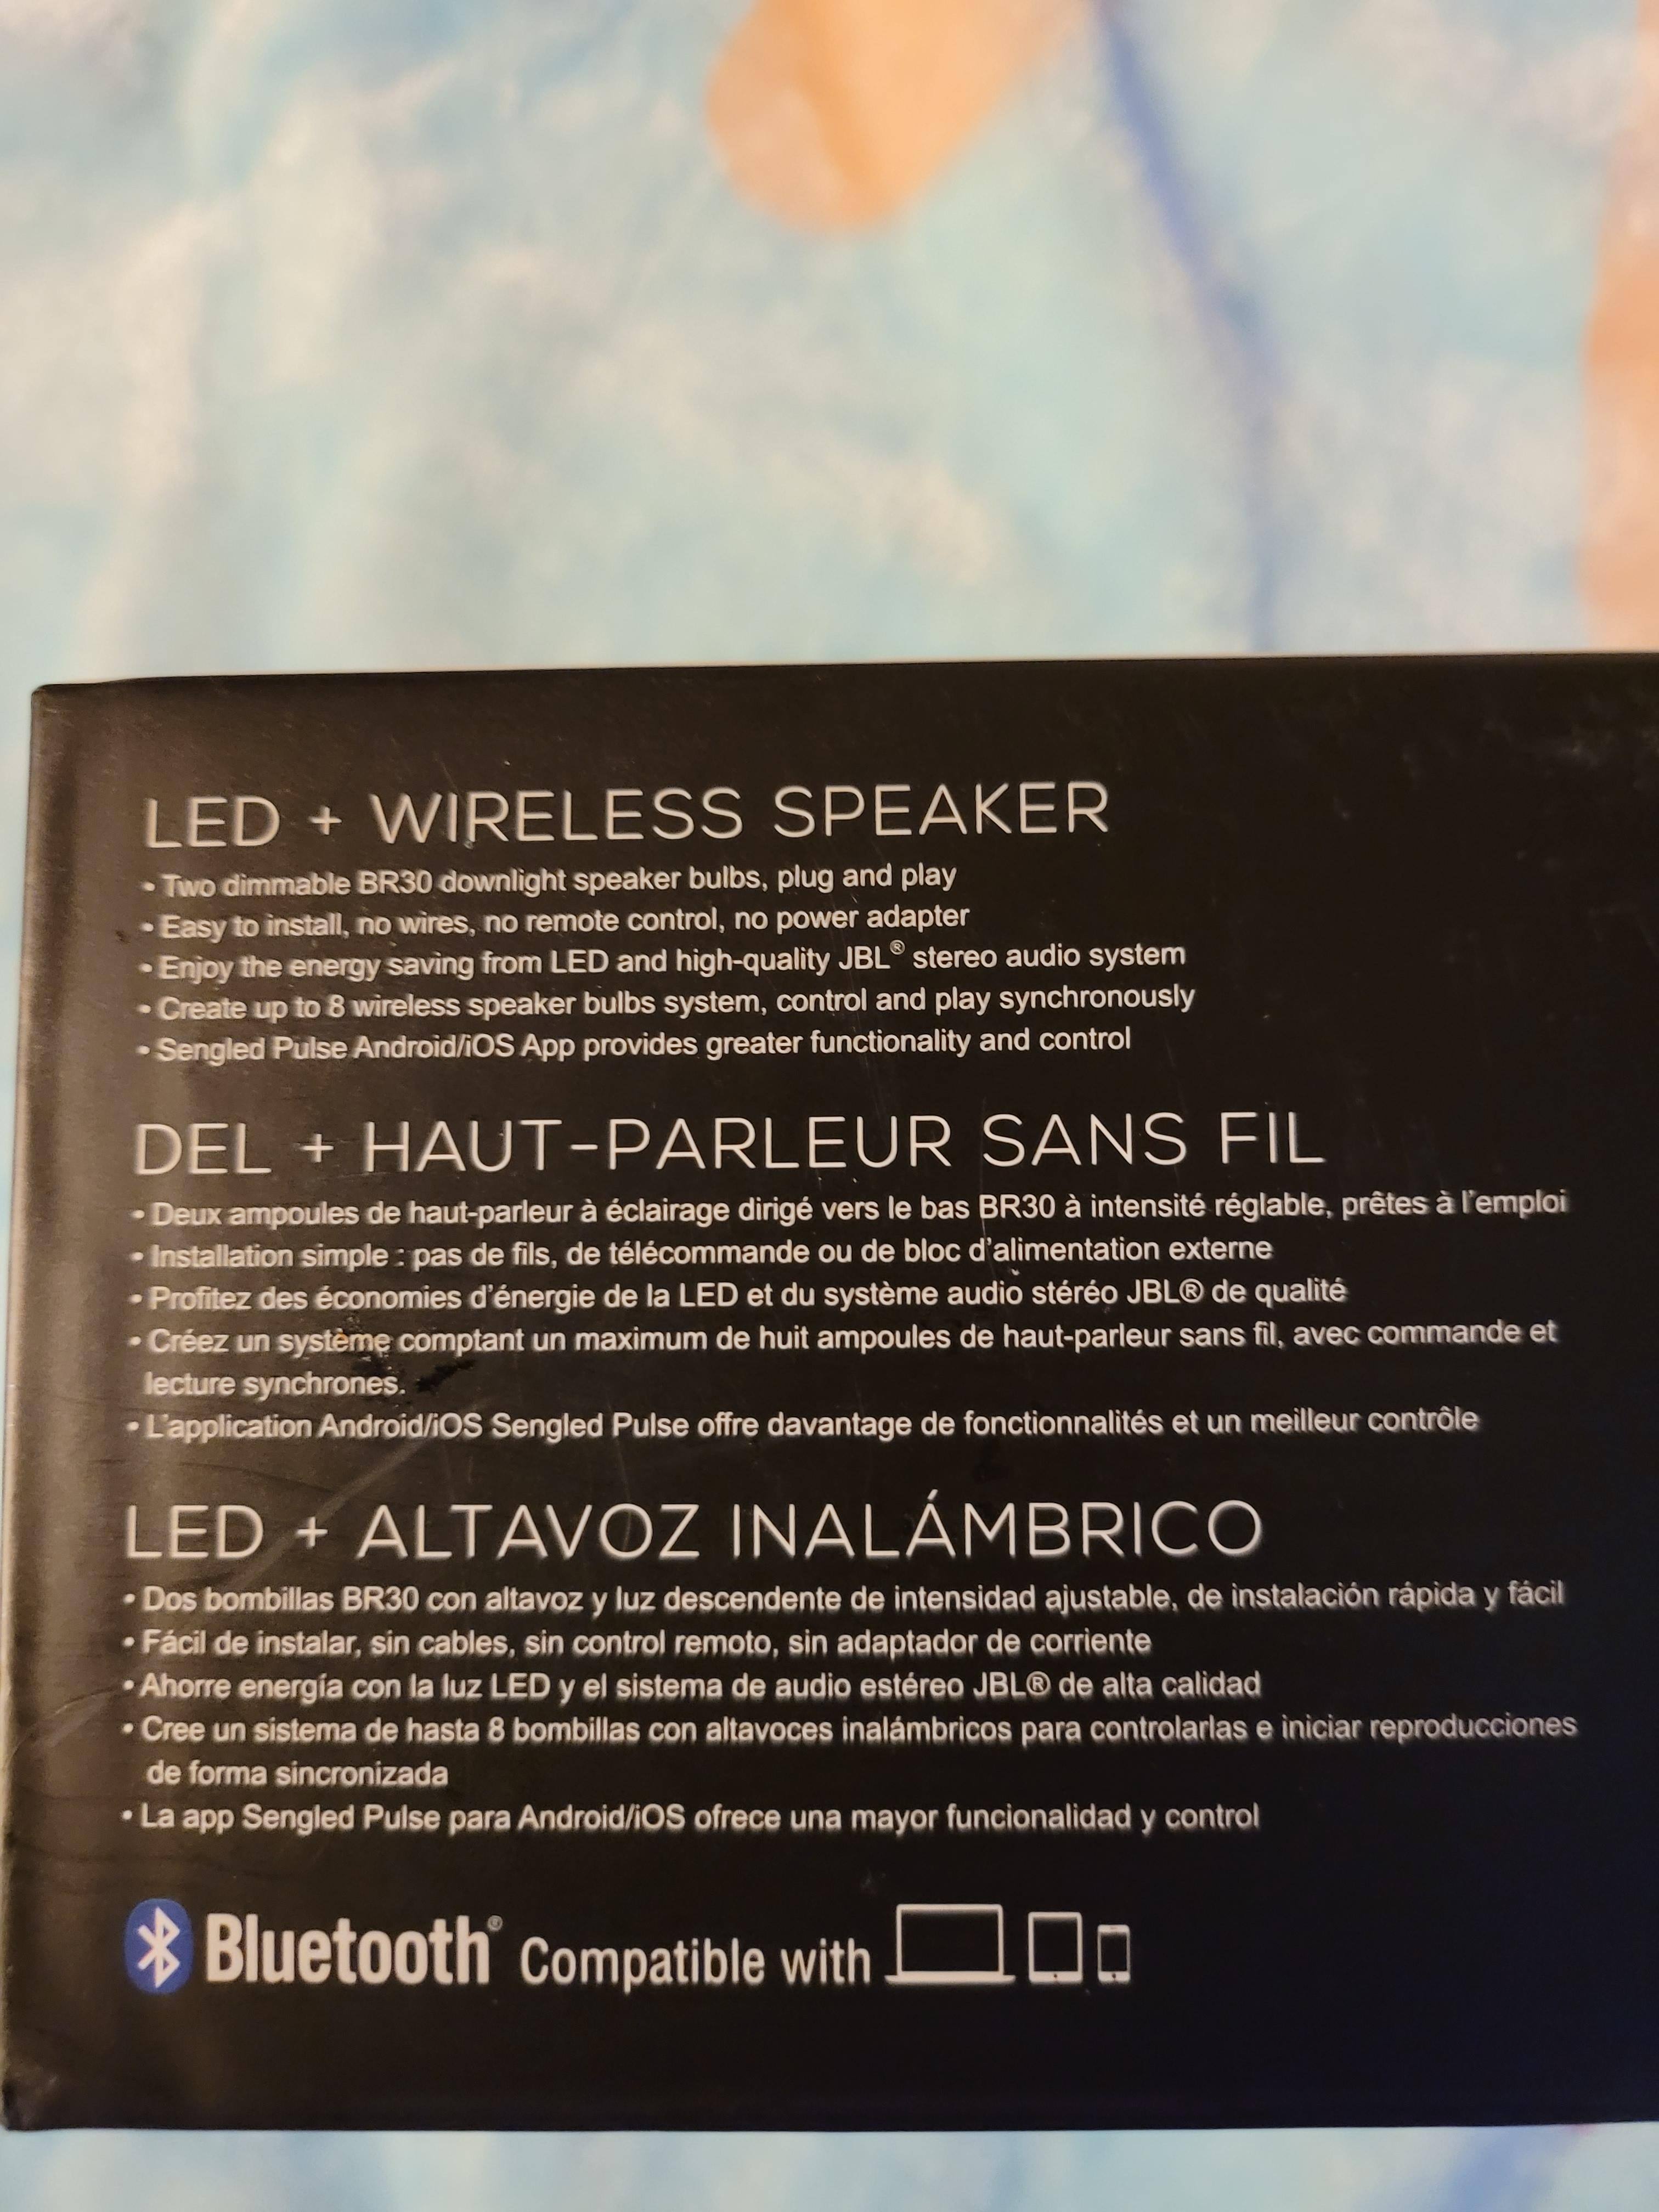 LED + WIRELESS SPEAKER
• Two dimmable BR30 downlight speaker bulbs, plug and play
• Easy to install, no wires, no remote control, no power adapter
• Enjoy the energy saving from LED and high-quality JBL® stereo audio system
• Create up to 8 wireless speaker bulbs system, control and play synchronously
• Sengled Pulse Android/iOS App provides greater functionality and control
DEL + HAUT-PARLEUR SANS FIL
• Deux ampoules de haut-parleur à éclairage dirigé vers le bas BR30 à intensité réglable, prêtes à l'emploi
• Installation simple : pas de fils, de télécommande ou de bloc d'alimentation externe
• Profitez des économies d'énergie de la LED et du système audio stéréo JBL® de qualité
• Créez un système comptant un maximum de huit ampoules de haut-parleur sans fil, avec commande et
lecture synchrones.
• L'application Android/iOS Sengled Pulse offre davantage de fonctionnalités et un meilleur contrôle
LED + ALTAVOZ INALÁMBRICO
• Dos bombillas BR30 con altavoz y luz descendente de intensidad ajustable, de instalación rápida y fácil
• Fácil de instalar, sin cables, sin control remoto, sin adaptador de corriente
• Ahorre energía con la luz LED y el sistema de audio estéreo JBL® de alta calidad
• Cree un sistema de hasta 8 bombillas con altavoces inalámbricos para controlarlas e iniciar reproducciones
de forma sincronizada
• La app Sengled Pulse para Android/iOS ofrece una mayor funcionalidad y control
Bluetooth® Compatible with